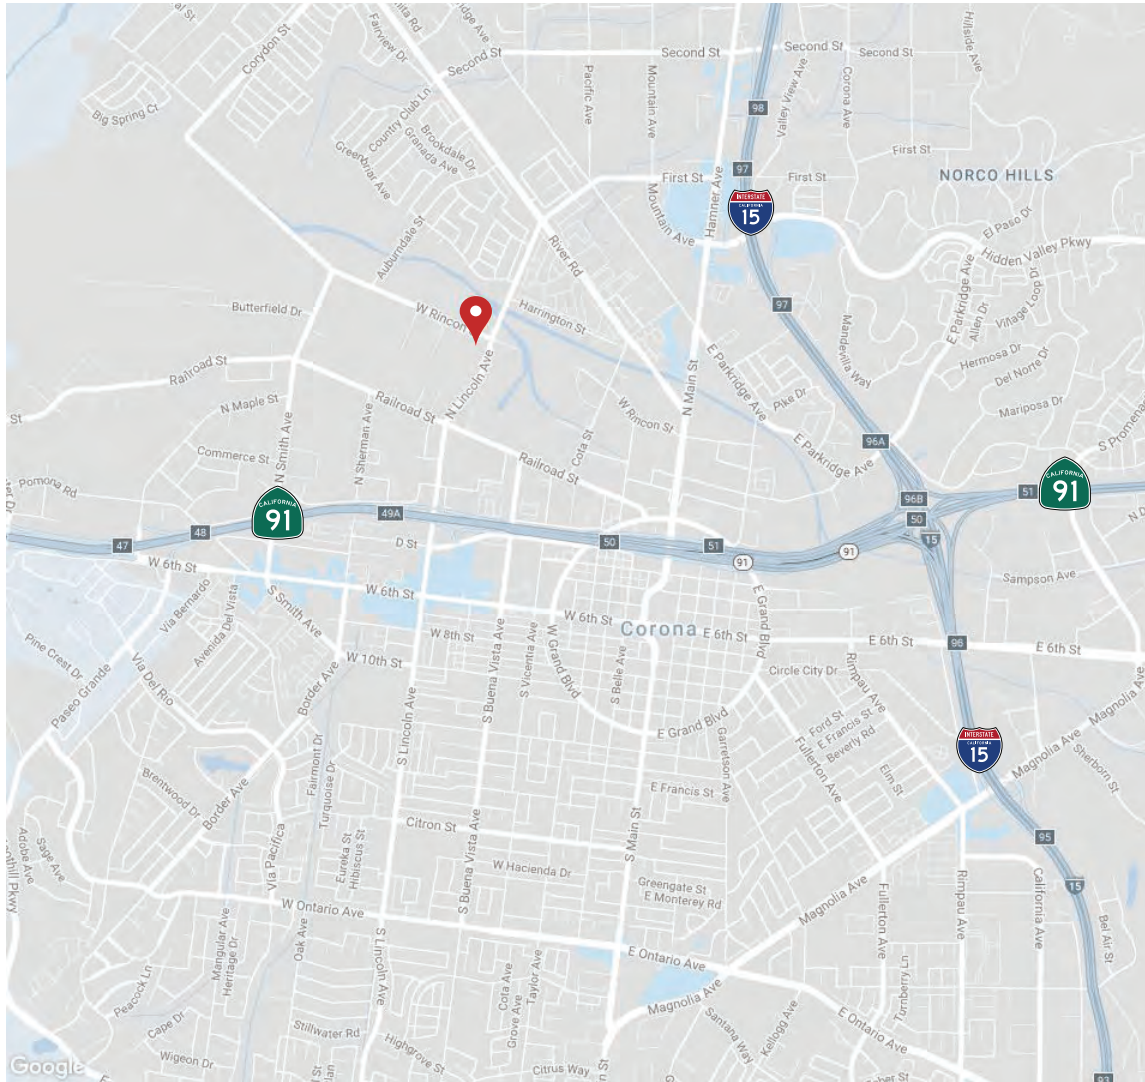 Corydon St
Fairview Dr
Second St
Second St
Second St
Second St
Hillside Ave
Big Spring Ct
Country Club Ln
Brookdale Dr
Granada Ave
Greenbriar Ave
Pacific Ave
Mountain Ave
98
Valley View Ave
Corona Ave
97
First St
First St
First St
NORCO HILLS
Hamner Ave
INTERSTATE
CALIFORNIA
15
Mountain Ave
El Paso Dr
Hidden Valley Pkwy
Auburndale St
River Rd
Butterfield Dr
W Rincon
Harrington St
97
E Parkridge Ave
Allen Dr
Village Loop
Mandevilla Way
Hermosa Dr
Del Norte Dr
Mariposa Dr
Railroad St
N Lincoln Ave
E Parkridge Ave
Pike Dr
N Main St
N Maple St
Railroad St
W Rincon St
E Parkridge Ave
96A
S Promenade
N Smith Ave
N Sherman Ave
Cota St
Commerce St
Railroad St
Pomona Rd
CALIFORNIA
91
49A
96B
51
CALIFORNIA
91
47
48
D St
50
51
91
91
50
15
W 6th St
W 6th St
W 6th St
Sampson Ave
Via Bernardo
Avenida Del Vista
S Smith Ave
W 8th St
Corona
E 6th St
E Grand Blvd
96
E 6th St
Pine Crest Dr
Paseo Grande
Via Del Rio
W 10th St
Border Ave
S Lincoln Ave
S Buena Vista Ave
S Vicentia Ave
W Grand Blvd
S Belle Ave
Circle City Dr
Rimpau Ave
Magnolia Ave
E Grand Blvd
Ford St
E Francis St
Beverly Rd
INTERSTATE
CALIFORNIA
15
Magnolia Ave
Sherborn St
Fairmont Dr
Turquoise Dr
Garretson Ave
Fullerton Ave
Elm St
Brentwood Dr
Border Ave
E Francis St
Citron St
S Main St
95
Adobe Ave
Sage Ave
Via Pacifica
Eureka St
Hibiscus St
S Buena Vista Ave
W Hacienda Dr
Greengate St
E Monterey Rd
Magnolia Ave
Fullerton Ave
Rimpau Ave
California Ave
15
Bel Air St
W Ontario Ave
Mangular Ave
Heritage Dr
Oak Ave
S Lincoln Ave
E Ontario Ave
Cota Ave
Grove Ave
Taylor Ave
Magnolia Ave
Turnberry Ln
Peacock Ln
Cape Dr
Stillwater Rd
Highgrove St
Santana Way
Kellogg Ave
E Ontario Ave
Wigeon Dr
Citrus Way
Google